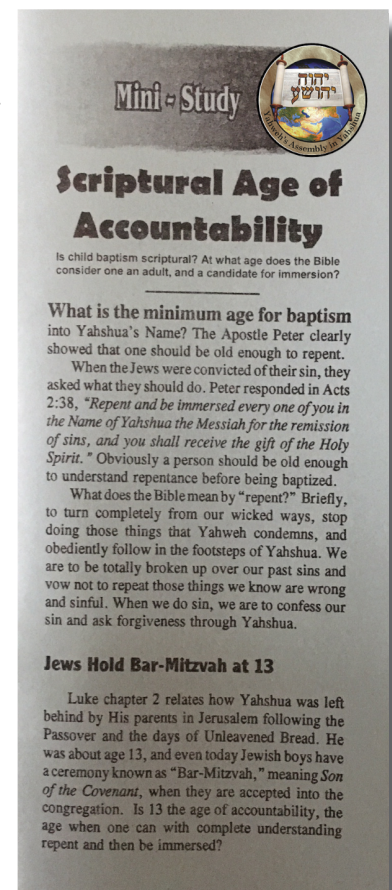 Mini - Study
יהוה
יהושע
Yahweh's Assembly in Yahshua
Scriptural Age of
Accountability
Is child baptism scriptural? At what age does the Bible
consider one an adult, and a candidate for immersion?
What is the minimum age for baptism
into Yahshua's Name? The Apostle Peter clearly
showed that one should be old enough to repent.
When the Jews were convicted of their sin, they
asked what they should do. Peter responded in Acts
2:38, "Repent and be immersed every one of you in
the Name of Yahshua the Messiah for the remission
of sins, and you shall receive the gift of the Holy
Spirit." Obviously a person should be old enough
to understand repentance before being baptized.
What does the Bible mean by "repent?" Briefly,
to turn completely from our wicked ways, stop
doing those things that Yahweh condemns, and
obediently follow in the footsteps of Yahshua. We
are to be totally broken up over our past sins and
vow not to repeat those things we know are wrong
and sinful. When we do sin, we are to confess our
sin and ask forgiveness through Yahshua.
Jews Hold Bar-Mitzvah at 13
Luke chapter 2 relates how Yahshua was left
behind by His parents in Jerusalem following the
Passover and the days of Unleavened Bread. He
was about age 13, and even today Jewish boys have
a ceremony known as "Bar-Mitzvah," meaning Son
of the Covenant, when they are accepted into the
congregation. Is 13 the age of accountability, the
age when one can with complete understanding
repent and then be immersed?